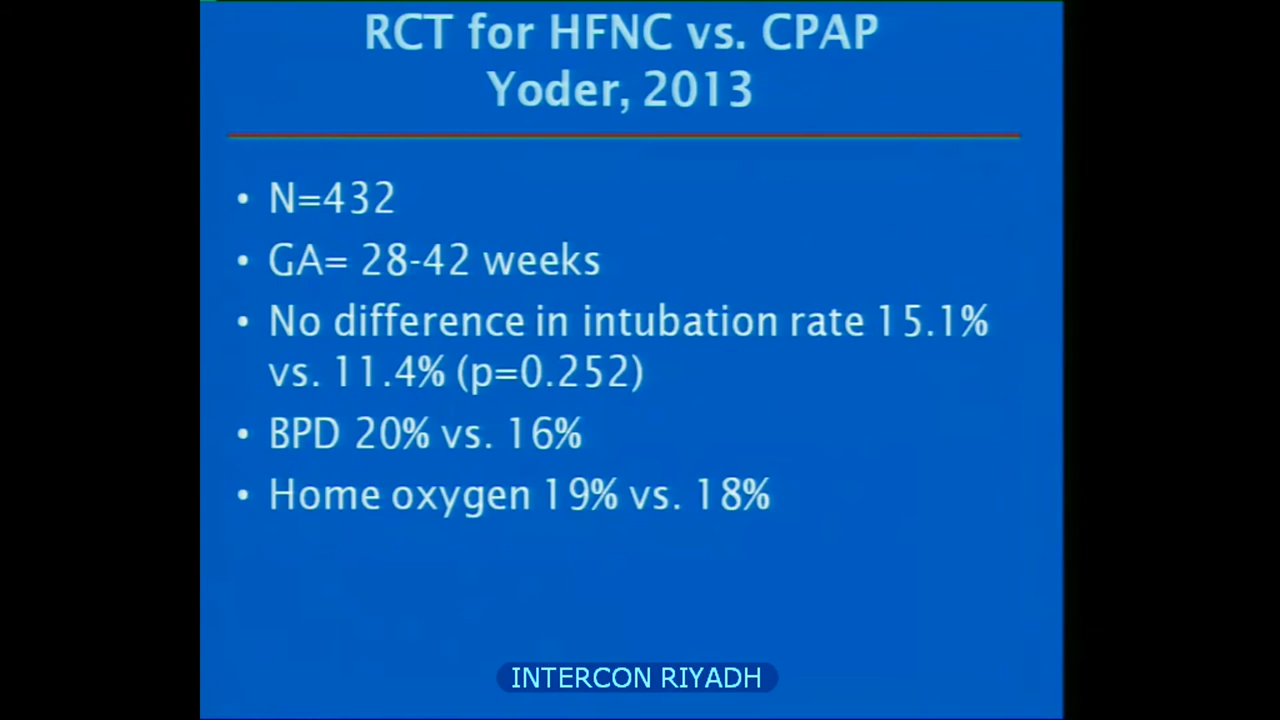 RCT for HFNC vs. CPAP
Yoder, 2013
• N=432
• GA= 28-42 weeks
• No difference in intubation rate 15.1%
vs. 11.4% (p=0.252)
• BPD 20% vs. 16%
• Home oxygen 19% vs. 18%
INTERCON RIYADH